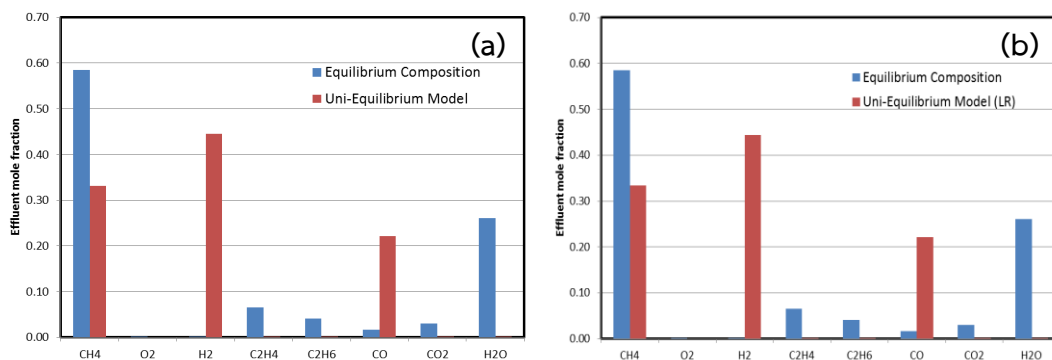 0.70
0.60
0.50
0.40
0.30
0.20
0.10
0.00
Effluent mole fraction
(a)
Equilibrium Composition
Uni-Equilibrium Model
CH4 O2 H2 C2H4 C2H6 CO CO2 H2O
0.70
0.60
0.50
0.40
0.30
0.20
0.10
0.00
Effluent mole fraction
(b)
Equilibrium Composition
Uni-Equilibrium Model (LR)
CH4 O2 H2 C2H4 C2H6 CO CO2 H2O